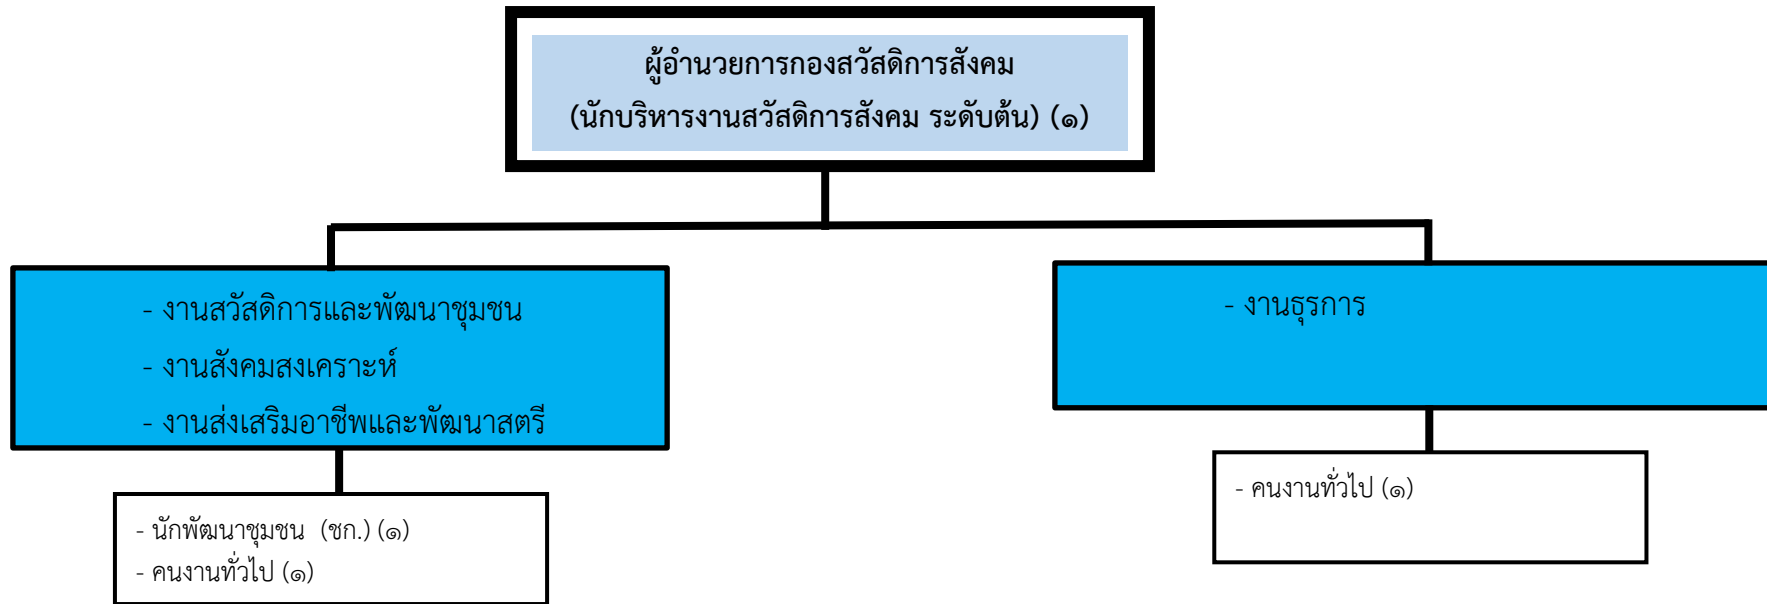 ผู้อำนวยการกองสวัสดิการสังคม
(นักบริหารงานสวัสดิการสังคม ระดับต้น) (๑)
- งานสวัสดิการและพัฒนาชุมชน
- งานสังคมสงเคราะห์
- งานส่งเสริมอาชีพและพัฒนาสตรี
- งานธุรการ
- นักพัฒนาชุมชน (ชก.) (๑)
- คนงานทั่วไป (๑)
- คนงานทั่วไป (๑)